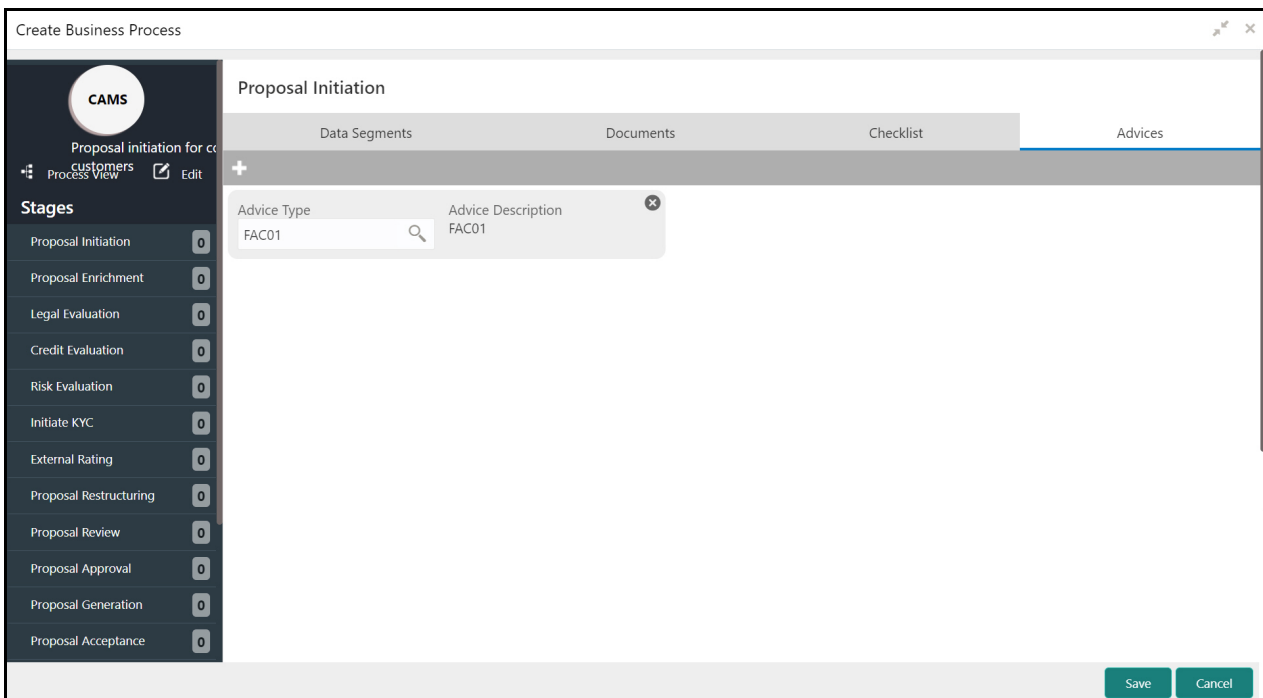 Create Business Process
CAMS
Proposal initiation for
customers
Process View
Edit
Stages
Proposal Initiation 0
Proposal Enrichment 0
Legal Evaluation 0
Credit Evaluation 0
Risk Evaluation 0
Initiate KYC 0
External Rating 0
Proposal Restructuring 0
Proposal Review 0
Proposal Approval 0
Proposal Generation 0
Proposal Acceptance 0
Proposal Initiation
Data Segments Documents Checklist Advices
Advice Type Advice Description
FAC01 FAC01
Save Cancel